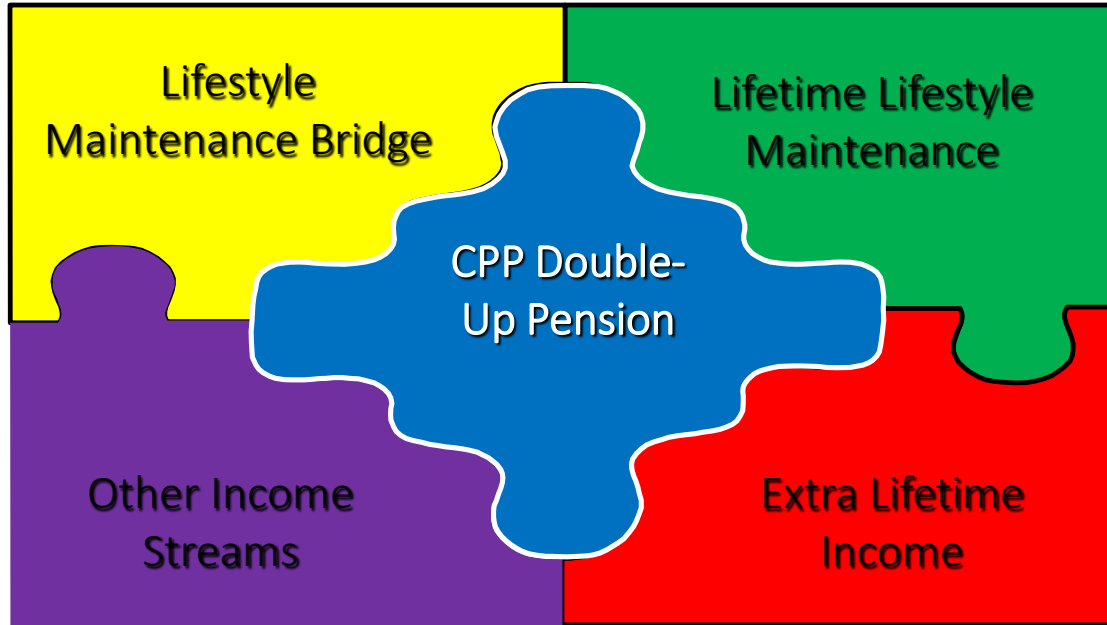 Lifestyle
Maintenance Bridge
Lifetime Lifestyle
Maintenance
CPP Double-
Up Pension
Other Income
Streams
Extra Lifetime
Income